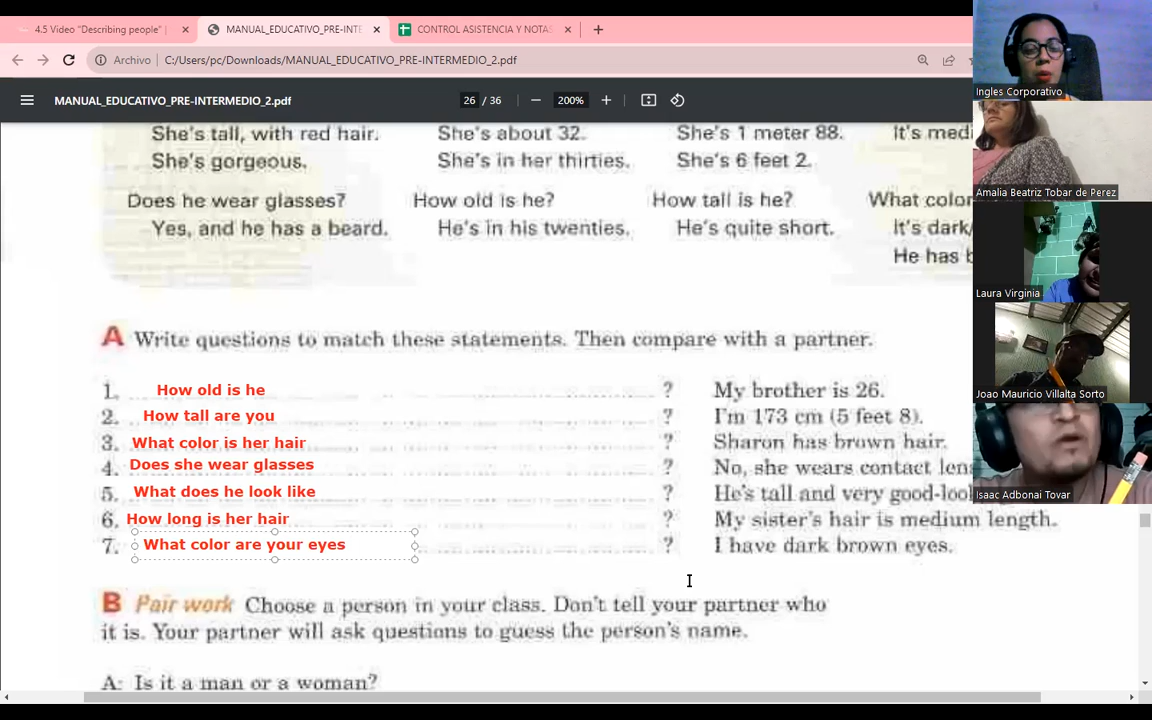 4.5 Video "Describing people" |
MANUAL_EDUCATIVO_PRE-INTE
CONTROL ASISTENCIA Y NOTAS
Archivo C:/Users/pc/Downloads/MANUAL_EDUCATIVO_PRE-INTERMEDIO_2.pdf
MANUAL_EDUCATIVO_PRE-INTERMEDIO_2.pdf
26 / 36
200%
She's tall, with red hair. She's about 32. She's 1 meter 88. It's medi
She's gorgeous. She's in her thirties. She's 6 feet 2.
Does he wear glasses? How old is he? How tall is he? What color
Yes, and he has a beard. He's in his twenties. He's quite short. It's dark/
He has b
A Write questions to match these statements. Then compare with a partner.
1. How old is he ? My brother is 26.
2. How tall are you ? I'm 173 cm (5 feet 8).
3. What color is her hair ? Sharon has brown hair.
4. Does she wear glasses ? No, she wears contact lens
5. What does he look like ? He's tall and very good-loo
6. How long is her hair ? My sister's hair is medium length.
7. What color are your eyes ? I have dark brown eyes.
B Pair work Choose a person in your class. Don't tell your partner who
it is. Your partner will ask questions to guess the person's name.
A: Is it a man or a woman?
Ingles Corporativo
Amalia Beatriz Tobar de Perez
Laura Virginia
Joao Mauricio Villalta Sorto
Isaac Adbonai Tovar